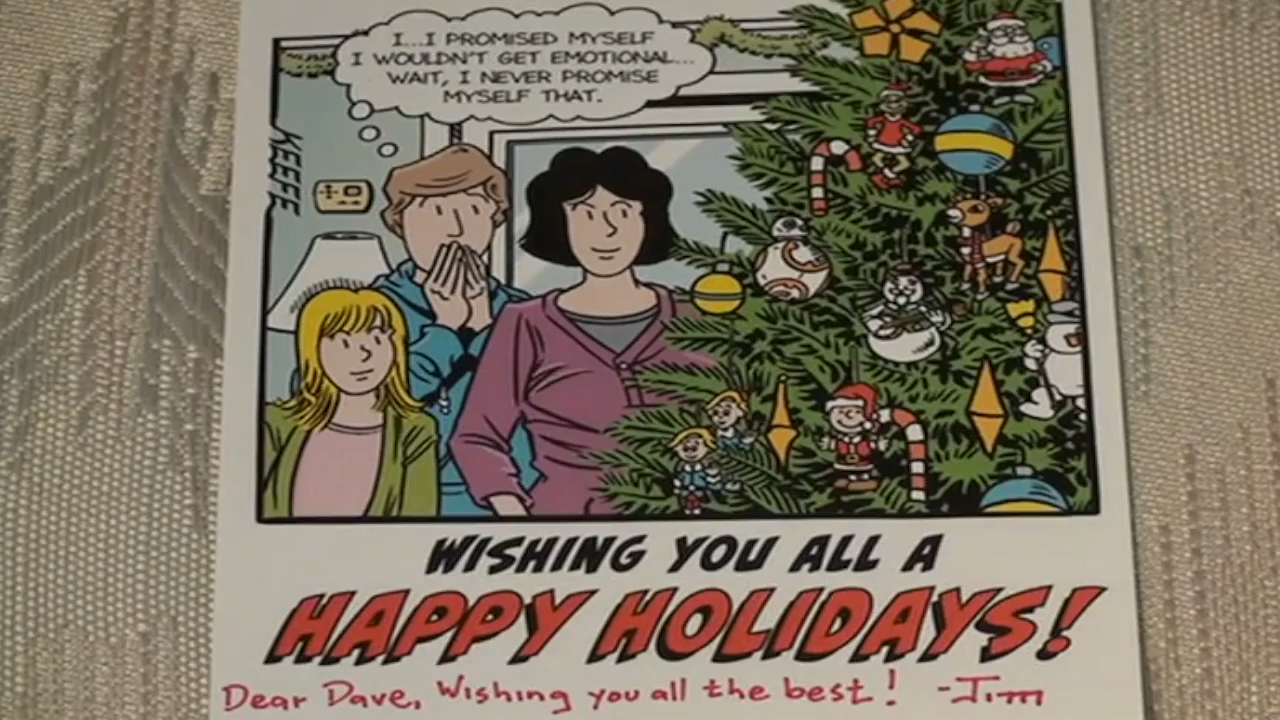 I...I PROMISED MYSELF
I WOULDN'T GET EMOTIONAL...
WAIT, I NEVER PROMISE
MYSELF THAT.
KEEFE
WISHING YOU ALL A
HAPPY HOLIDAYS!
Dear Dave, Wishing you all the best! -Jim